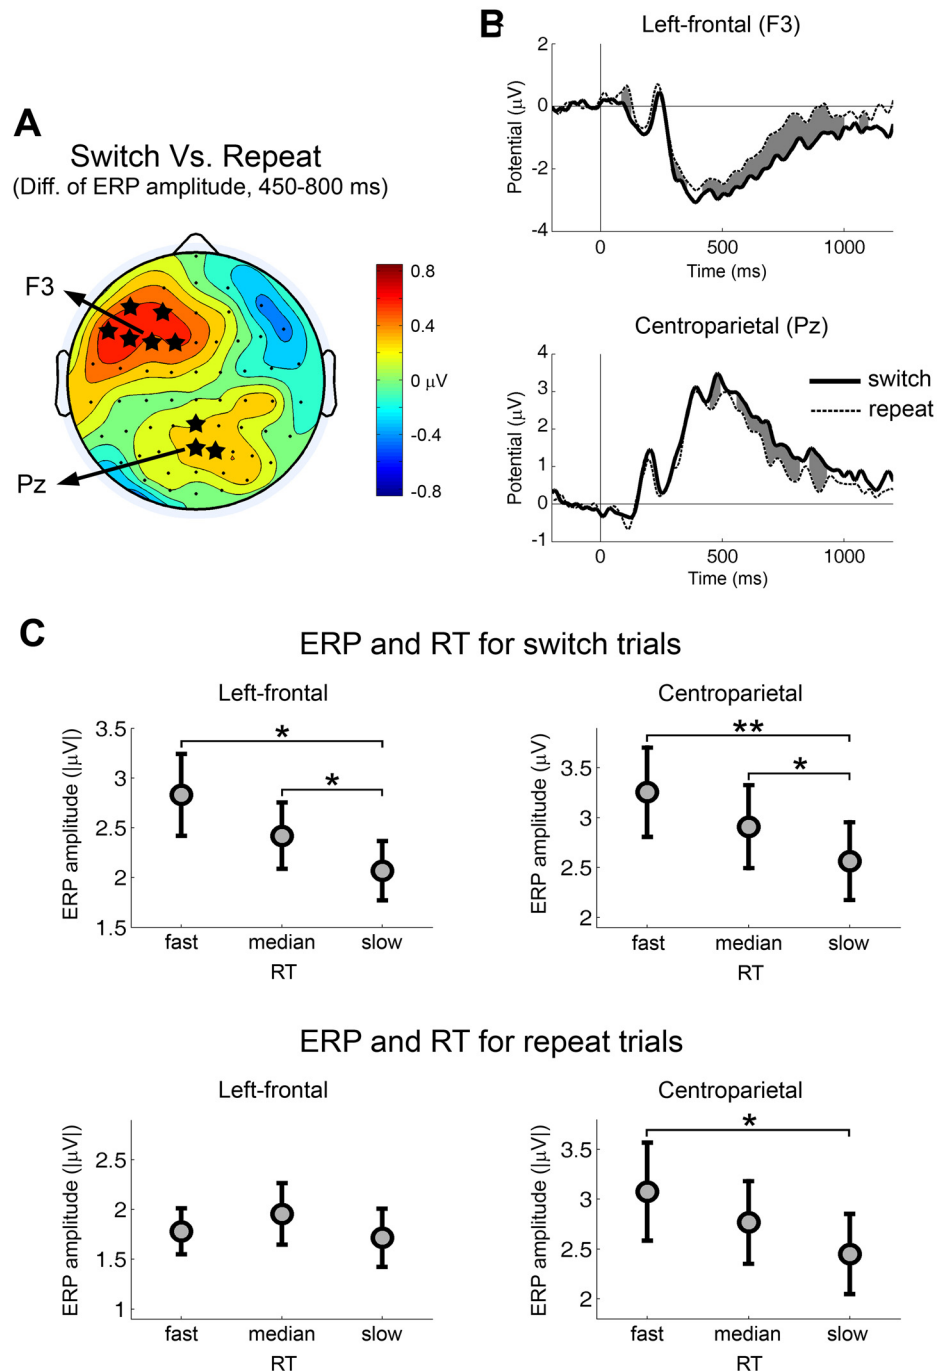 A
Switch Vs. Repeat
(Diff. of ERP amplitude, 450-800 ms)
F3
Pz
0.8
0.4
0 μV
-0.4
-0.8
B
Left-frontal (F3)
Potential (μV)
2
0
-2
-4
0
500
1000
Time (ms)
Centroparietal (Pz)
Potential (μV)
4
3
2
1
0
-1
0
500
1000
Time (ms)
switch
repeat
C
ERP and RT for switch trials
Left-frontal
ERP amplitude (|μV|)
3.5
3
2.5
2
1.5
*
*
fast
median
slow
RT
Centroparietal
ERP amplitude (μV)
3.5
3
2.5
2
**
*
fast
median
slow
RT
ERP and RT for repeat trials
Left-frontal
ERP amplitude (|μV|)
2.5
2
1.5
1
fast
median
slow
RT
Centroparietal
ERP amplitude (|μV|)
3.5
3
2.5
2
*
fast
median
slow
RT